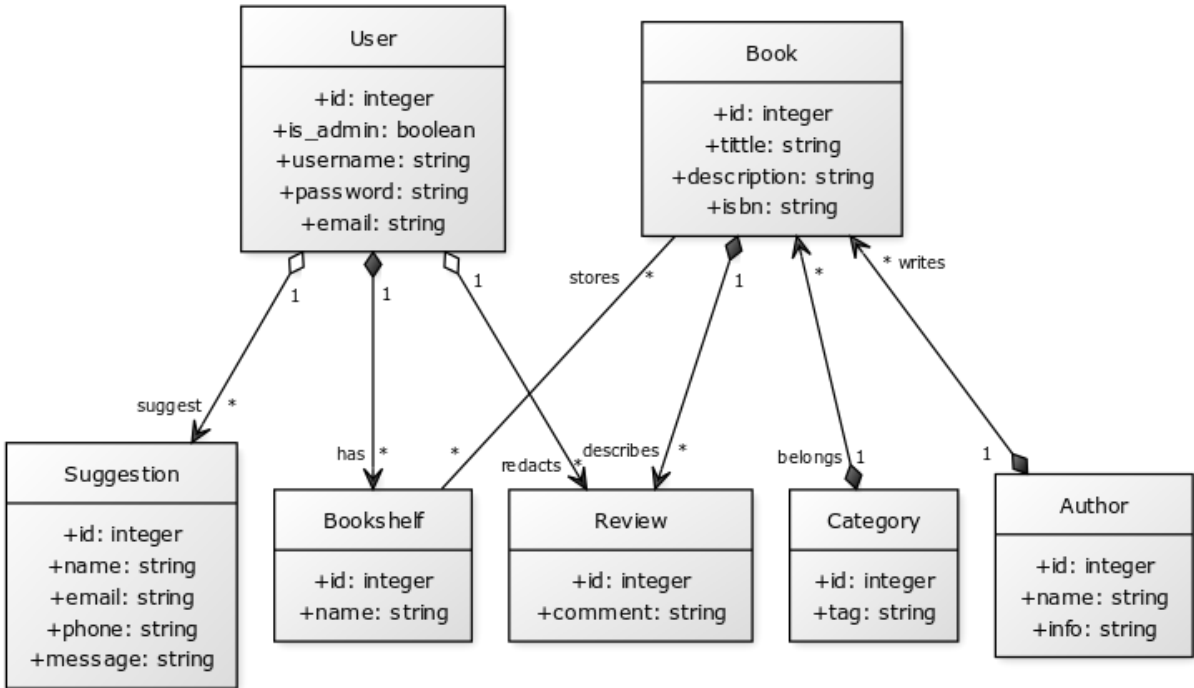 User
+id: integer
+is_admin: boolean
+username: string
+password: string
+email: string
Book
+id: integer
+tittle: string
+description: string
+isbn: string
1
1
1
stores
*
1
*
* writes
suggest
*
has
*
*
redacts
*
describes
*
belongs
1
1
Suggestion
+id: integer
+name: string
+email: string
+phone: string
+message: string
Bookshelf
+id: integer
+name: string
Review
+id: integer
+comment: string
Category
+id: integer
+tag: string
Author
+id: integer
+name: string
+info: string